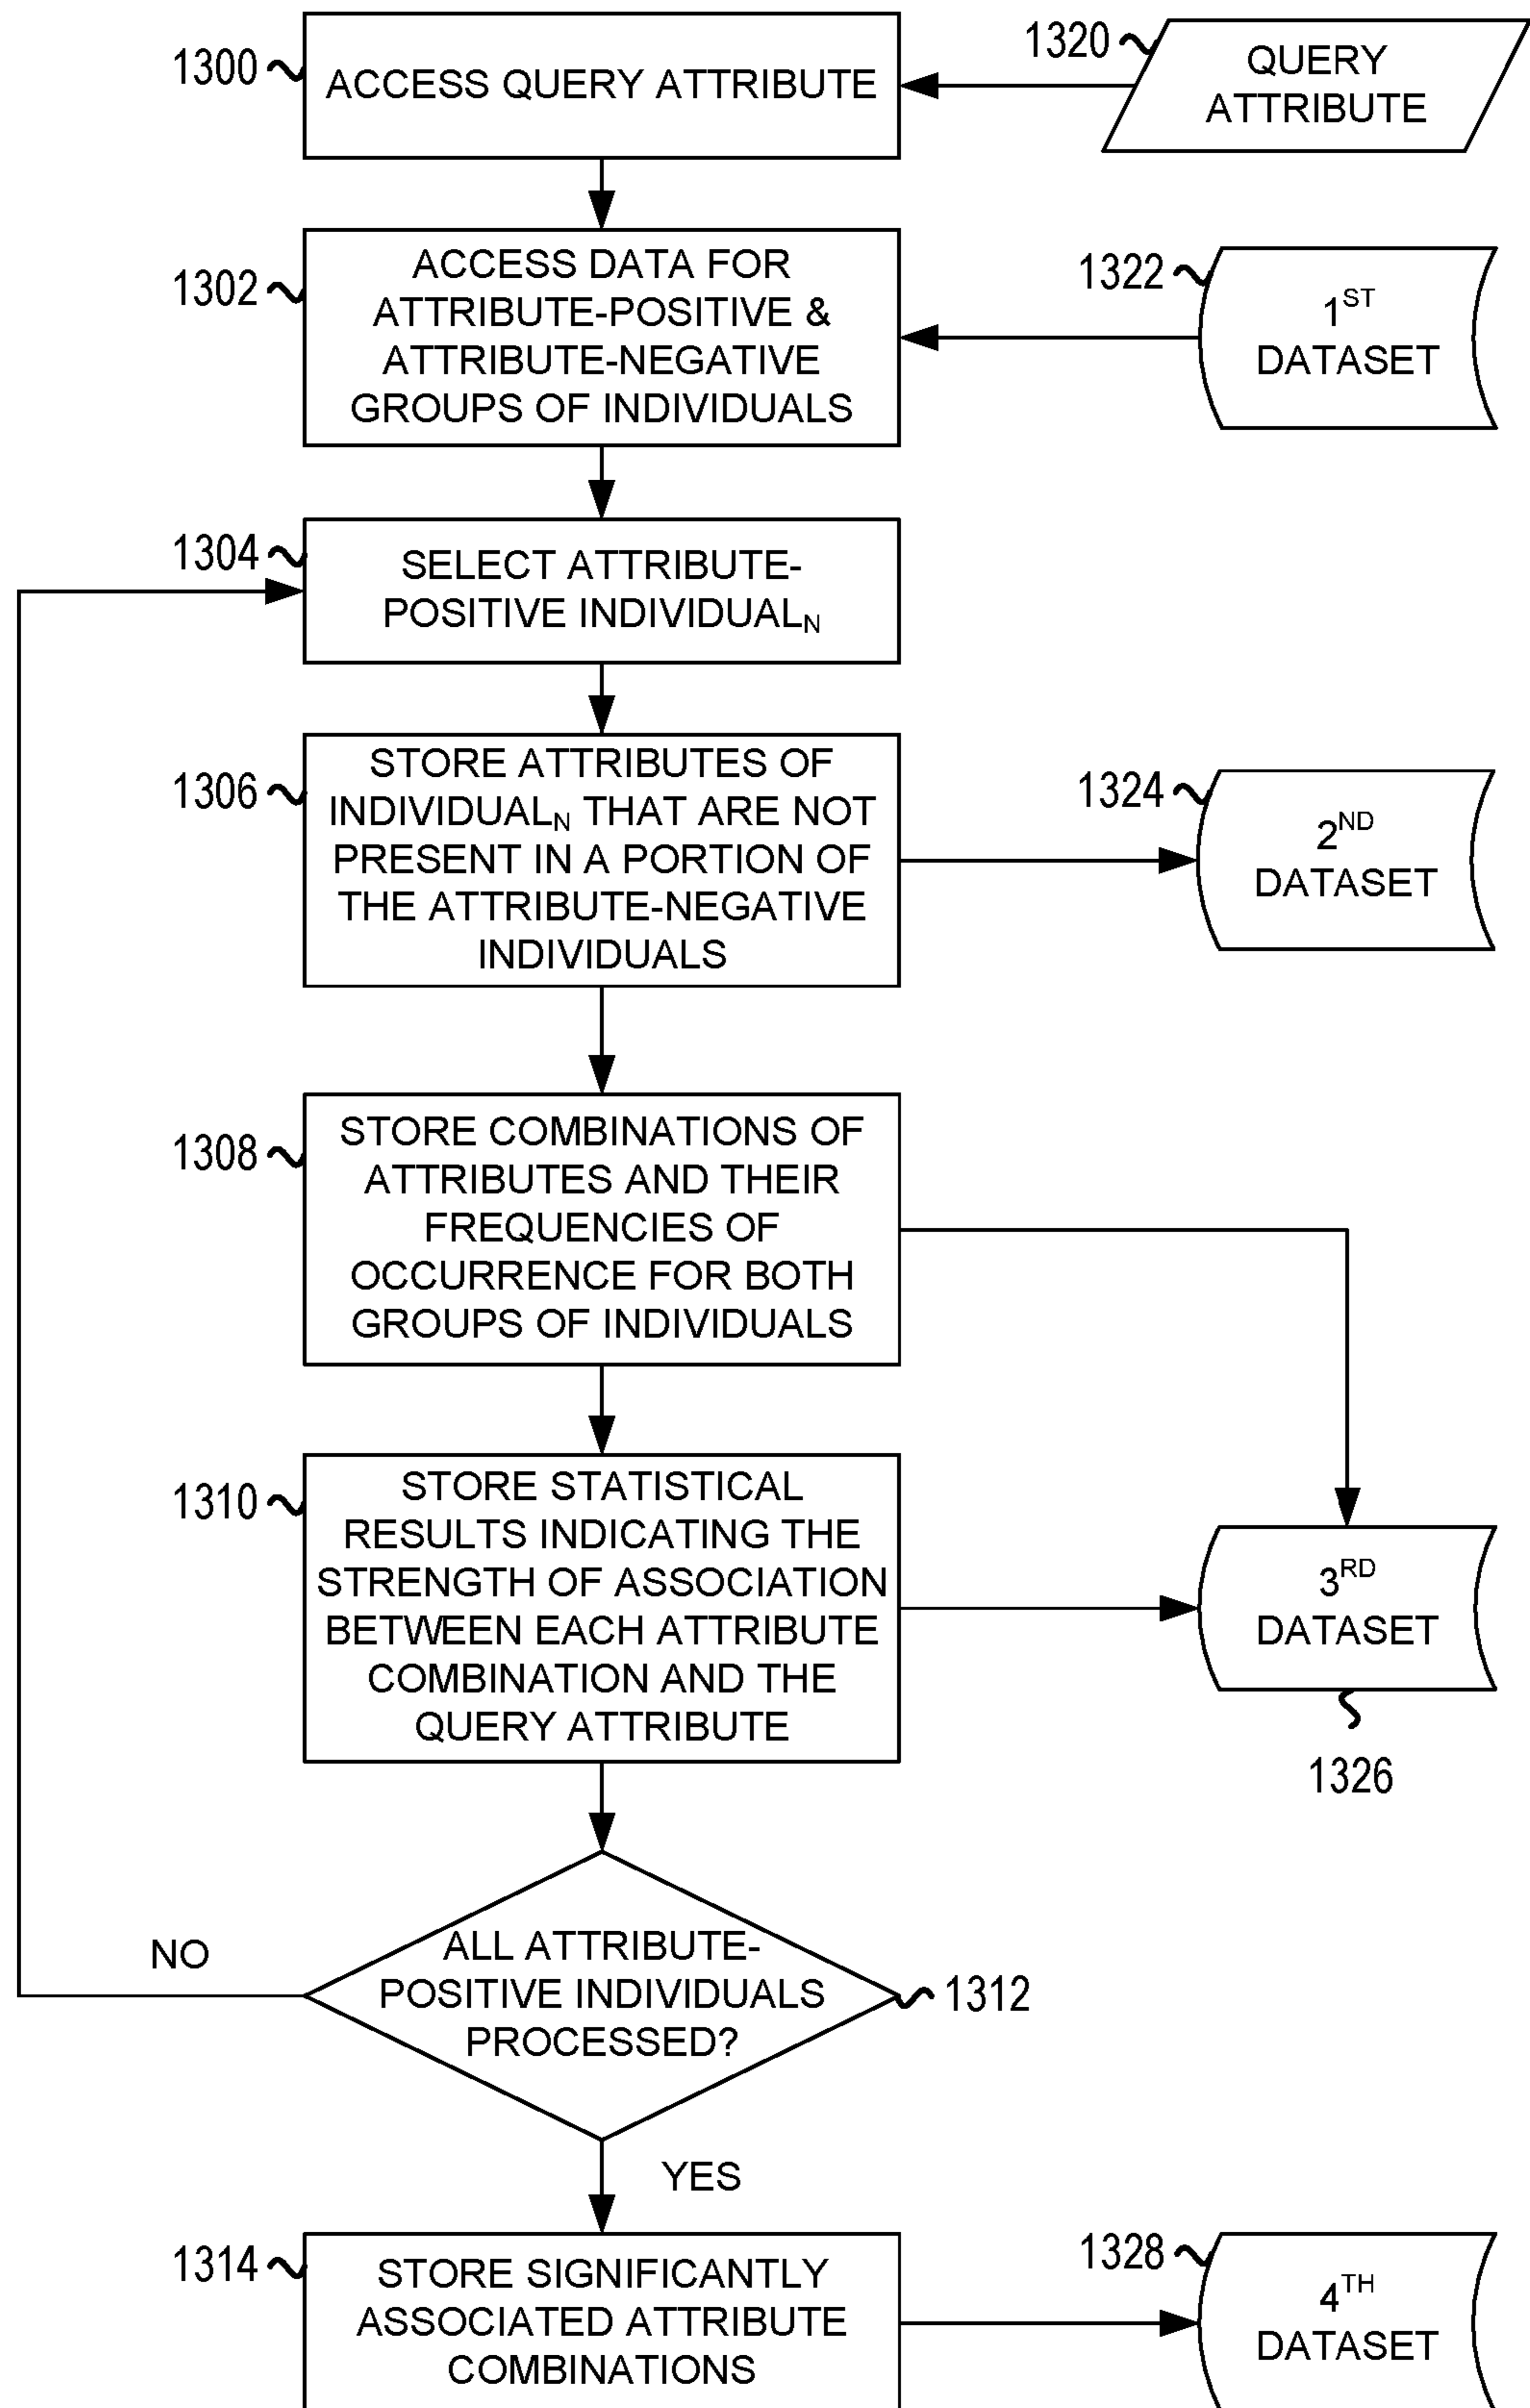 1300
ACCESS QUERY ATTRIBUTE
1320
QUERY
ATTRIBUTE
1302
ACCESS DATA FOR
ATTRIBUTE-POSITIVE &
ATTRIBUTE-NEGATIVE
GROUPS OF INDIVIDUALS
1322
1ST
DATASET
1304
SELECT ATTRIBUTE-
POSITIVE INDIVIDUALN
1306
STORE ATTRIBUTES OF
INDIVIDUALN THAT ARE NOT
PRESENT IN A PORTION OF
THE ATTRIBUTE-NEGATIVE
INDIVIDUALS
1324
2ND
DATASET
1308
STORE COMBINATIONS OF
ATTRIBUTES AND THEIR
FREQUENCIES OF
OCCURRENCE FOR BOTH
GROUPS OF INDIVIDUALS
1310
STORE STATISTICAL
RESULTS INDICATING THE
STRENGTH OF ASSOCIATION
BETWEEN EACH ATTRIBUTE
COMBINATION AND THE
QUERY ATTRIBUTE
3RD
DATASET
1326
NO
ALL ATTRIBUTE-
POSITIVE INDIVIDUALS
PROCESSED?
1312
YES
1314
STORE SIGNIFICANTLY
ASSOCIATED ATTRIBUTE
COMBINATIONS
1328
4TH
DATASET